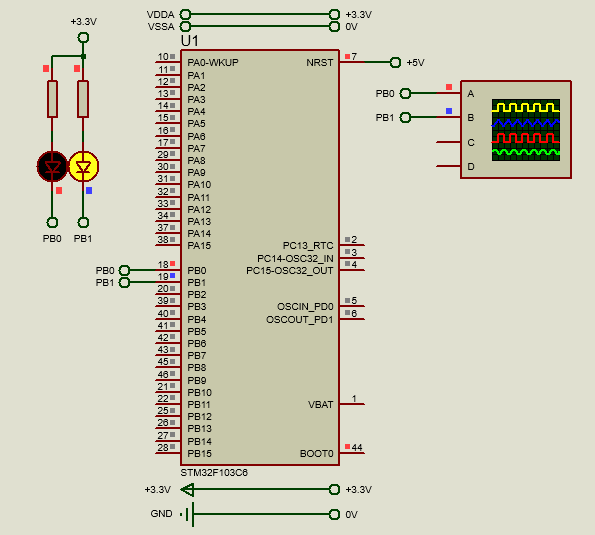 VDDA +3.3V
VSSA 0V
+3.3V
U1
10 PA0-WKUP NRST 7 +5V
11 PA1
12 PA2
13 PA3
14 PA4
15 PA5
16 PA6
17 PA7
29 PA8
30 PA9
31 PA10
32 PA11
33 PA12
34 PA13
37 PA14
38 PA15
PC13_RTC 2
PC14-OSC32_IN 3
PC15-OSC32_OUT 4
PB0 18 PB0
PB1 19 PB1
20 PB2
39 PB3
40 PB4
41 PB5
42 PB6
43 PB7
45 PB8
46 PB9
21 PB10
22 PB11
25 PB12
26 PB13
27 PB14
28 PB15
OSCIN_PD0 5
OSCOUT_PD1 6
VBAT 1
BOOT0 44
STM32F103C6
+3.3V +3.3V
GND 0V
PB0 PB1
PB0 A
PB1 B
C
D